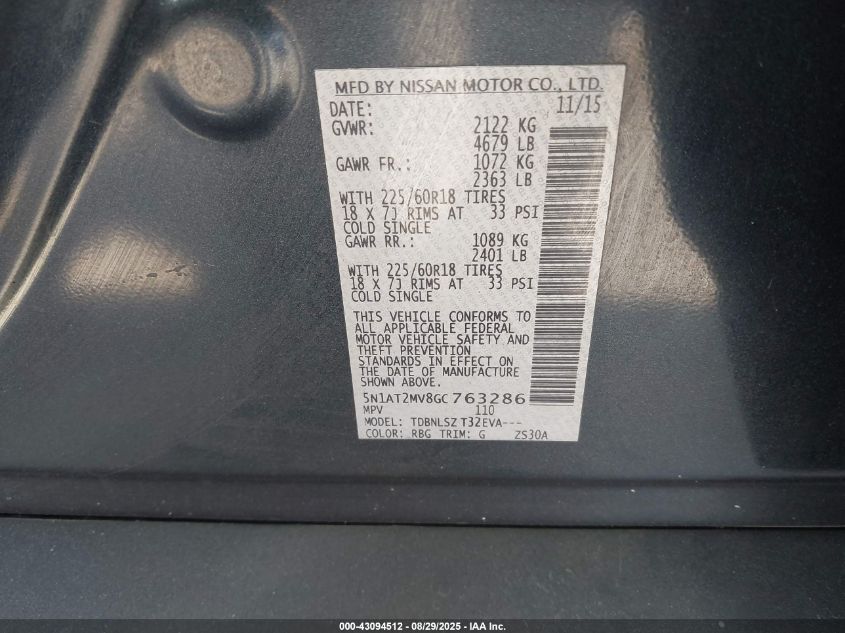 MFD BY NISSAN MOTOR CO., LTD.
DATE: 11/15
GVWR: 2122 KG
4679 LB
GAWR FR.: 1072 KG
2363 LB
WITH 225/60R18 TIRES
18 X 7J RIMS AT 33 PSI
COLD SINGLE
GAWR RR.: 1089 KG
2401 LB
WITH 225/60R18 TIRES
18 X 7J RIMS AT 33 PSI
COLD SINGLE
THIS VEHICLE CONFORMS TO
ALL APPLICABLE FEDERAL
MOTOR VEHICLE SAFETY AND
THEFT PREVENTION
STANDARDS IN EFFECT ON
THE DATE OF MANUFACTURE
SHOWN ABOVE.
5N1AT2MV8GC763286
MPV 110
MODEL: TDBNLSZ T32EVA---
COLOR: RBG TRIM: G ZS30A
000-43094512 - 08/29/2025 - IAA Inc.